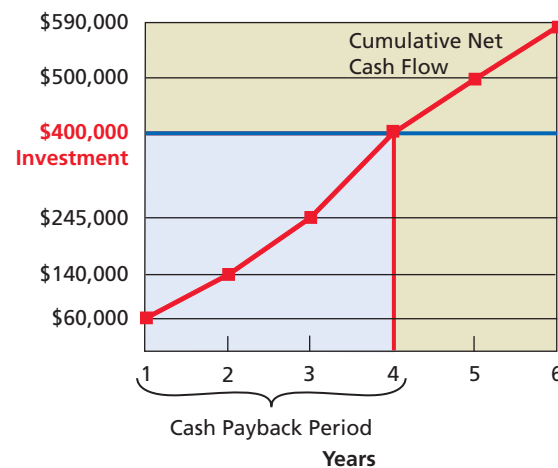 $590,000
Cumulative Net
Cash Flow
$500,000
$400,000
Investment
$245,000
$140,000
$60,000
1 2 3 4 5 6
Cash Payback Period
Years